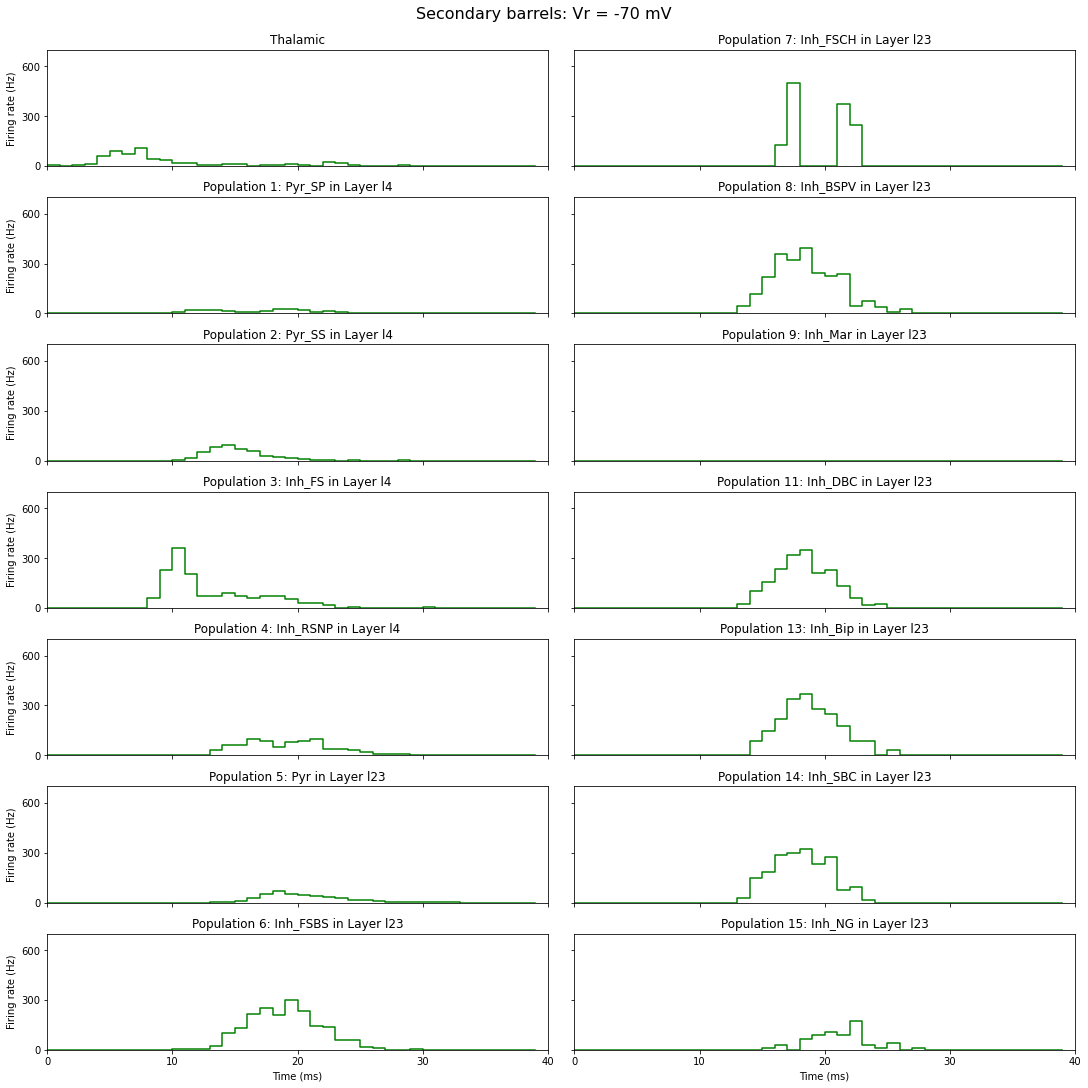 Secondary barrels: Vr = -70 mV
Thalamic
600
300
0
Firing rate (Hz)
Population 1: Pyr_SP in Layer l4
600
300
0
Firing rate (Hz)
Population 2: Pyr_SS in Layer l4
600
300
0
Firing rate (Hz)
Population 3: Inh_FS in Layer l4
600
300
0
Firing rate (Hz)
Population 4: Inh_RSNP in Layer l4
600
300
0
Firing rate (Hz)
Population 5: Pyr in Layer l23
600
300
0
Firing rate (Hz)
Population 6: Inh_FSBS in Layer l23
600
300
0
Firing rate (Hz)
0 10 20 30 40
Time (ms)
Population 7: Inh_FSCH in Layer l23
Population 8: Inh_BSPV in Layer l23
Population 9: Inh_Mar in Layer l23
Population 11: Inh_DBC in Layer l23
Population 13: Inh_Bip in Layer l23
Population 14: Inh_SBC in Layer l23
Population 15: Inh_NG in Layer l23
0 10 20 30 40
Time (ms)